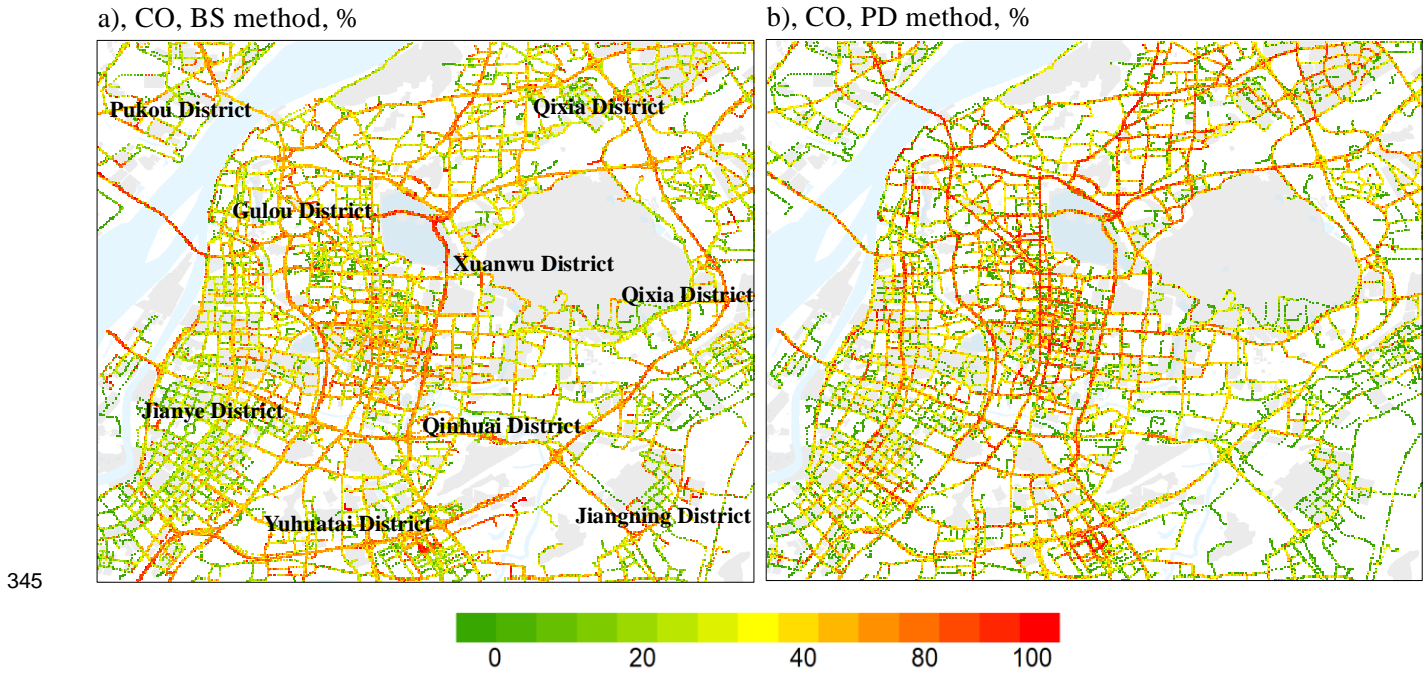 a), CO, BS method, %
b), CO, PD method, %
Pukou District
Qixia District
Gulou District
Xuanwu District
Qixia District
Jianye District
Qinhuai District
Yuhuatai District
Jiangning District
345
0 20 40 80 100